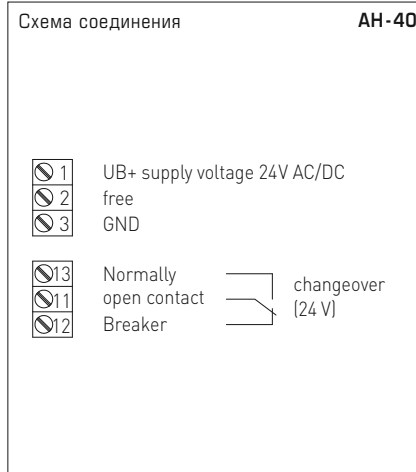 Схема соединения AH-40
1 UB+ supply voltage 24V AC/DC
2 free
3 GND
13 Normally
11 open contact
12 Breaker
changeover
(24 V)